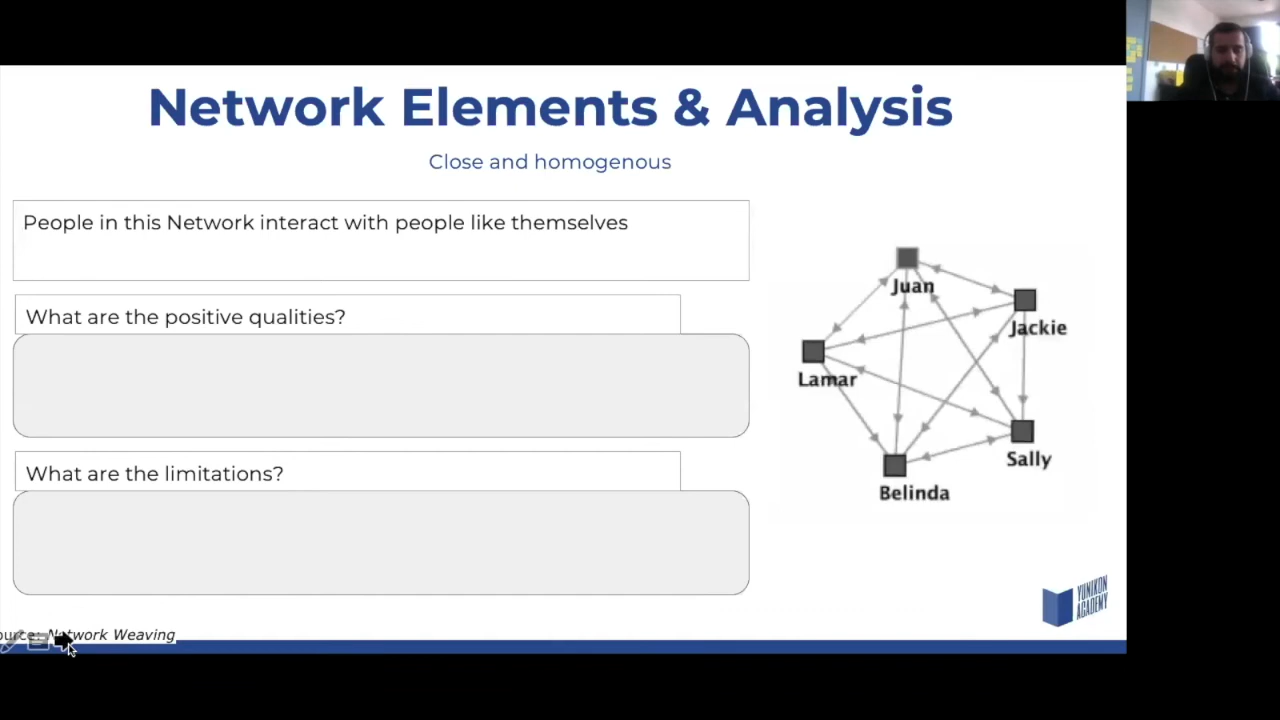 Network Elements & Analysis
Close and homogenous
People in this Network interact with people like themselves
What are the positive qualities?
What are the limitations?
Juan
Jackie
Lamar
Sally
Belinda
YUNIKON
ACADEMY
Network Weaving